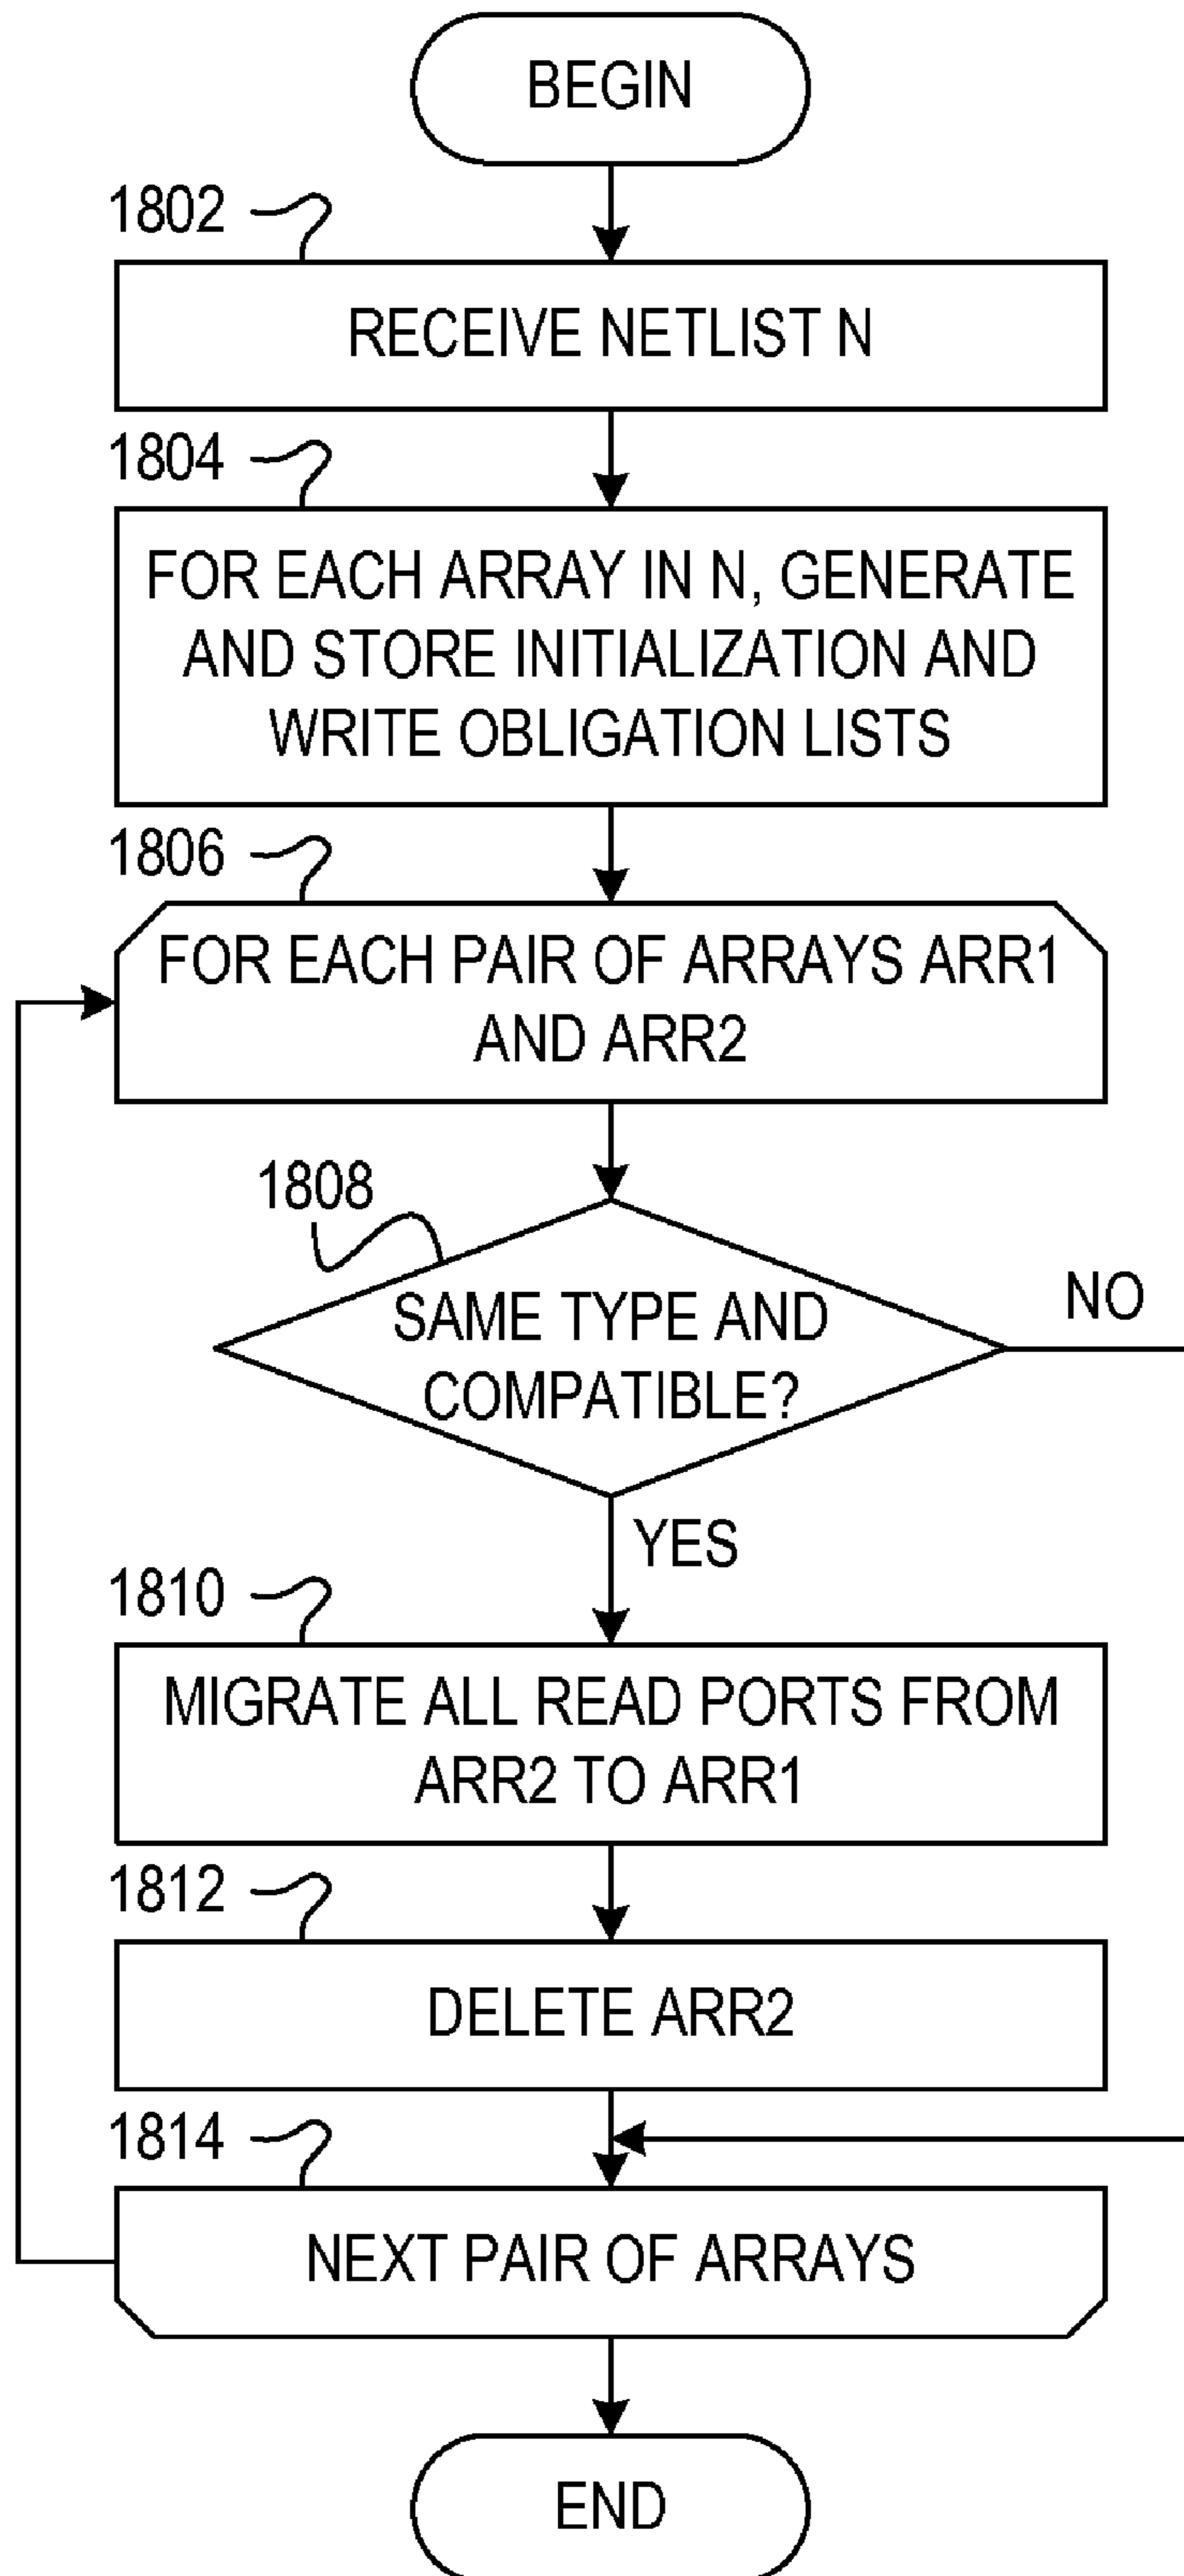 BEGIN
1802
RECEIVE NETLIST N
1804
FOR EACH ARRAY IN N, GENERATE
AND STORE INITIALIZATION AND
WRITE OBLIGATION LISTS
1806
FOR EACH PAIR OF ARRAYS ARR1
AND ARR2
1808
SAME TYPE AND
COMPATIBLE?
NO
YES
1810
MIGRATE ALL READ PORTS FROM
ARR2 TO ARR1
1812
DELETE ARR2
1814
NEXT PAIR OF ARRAYS
END